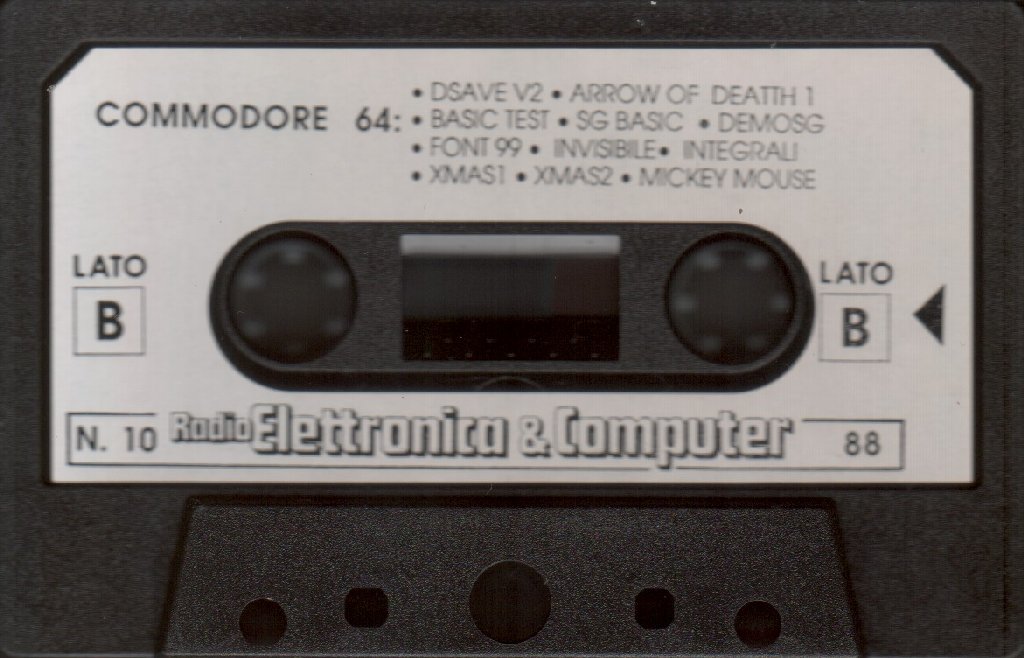 COMMODORE 64:
• DSAVE V2 • ARROW OF DEATTH 1
• BASIC TEST • SG BASIC • DEMOSG
• FONT 99 • INVISIBILE • INTEGRALI
• XMAS1 • XMAS2 • MICKEY MOUSE
LATO
B
LATO
B
N. 10 Radio Elettronica & Computer 88